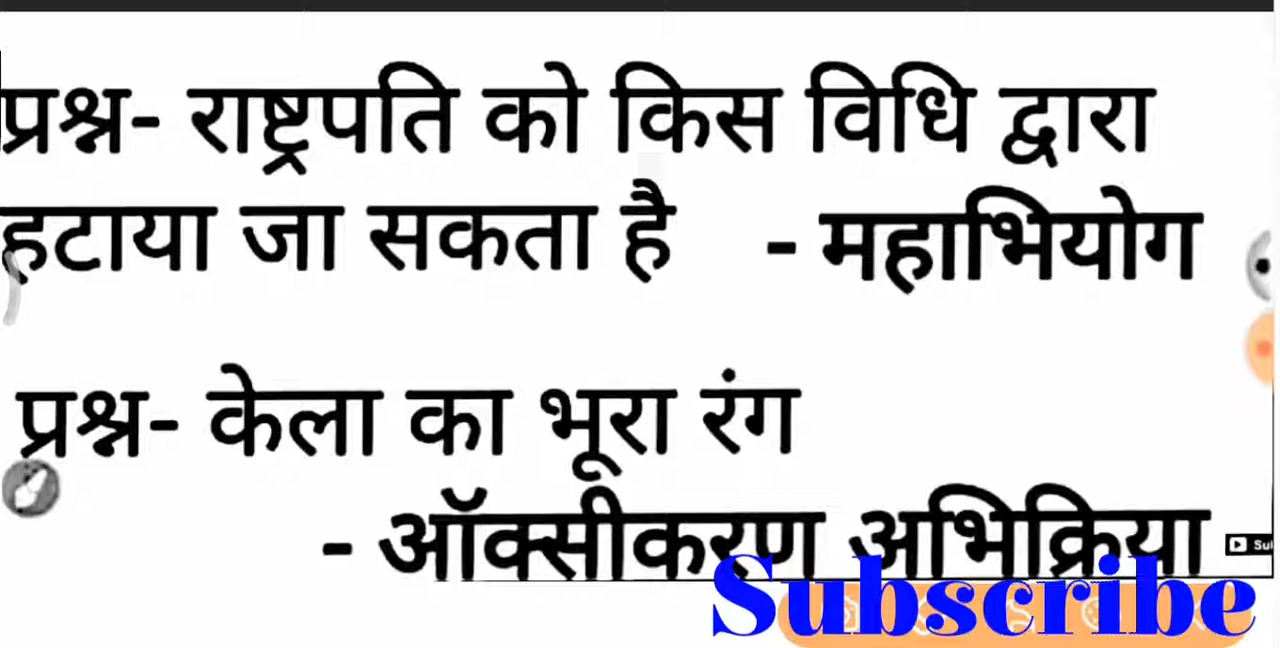 प्रश्न- राष्ट्रपति को किस विधि द्वारा
हटाया जा सकता है - महाभियोग
प्रश्न- केला का भूरा रंग
- ऑक्सीकरण अभिक्रिया
Subscribe